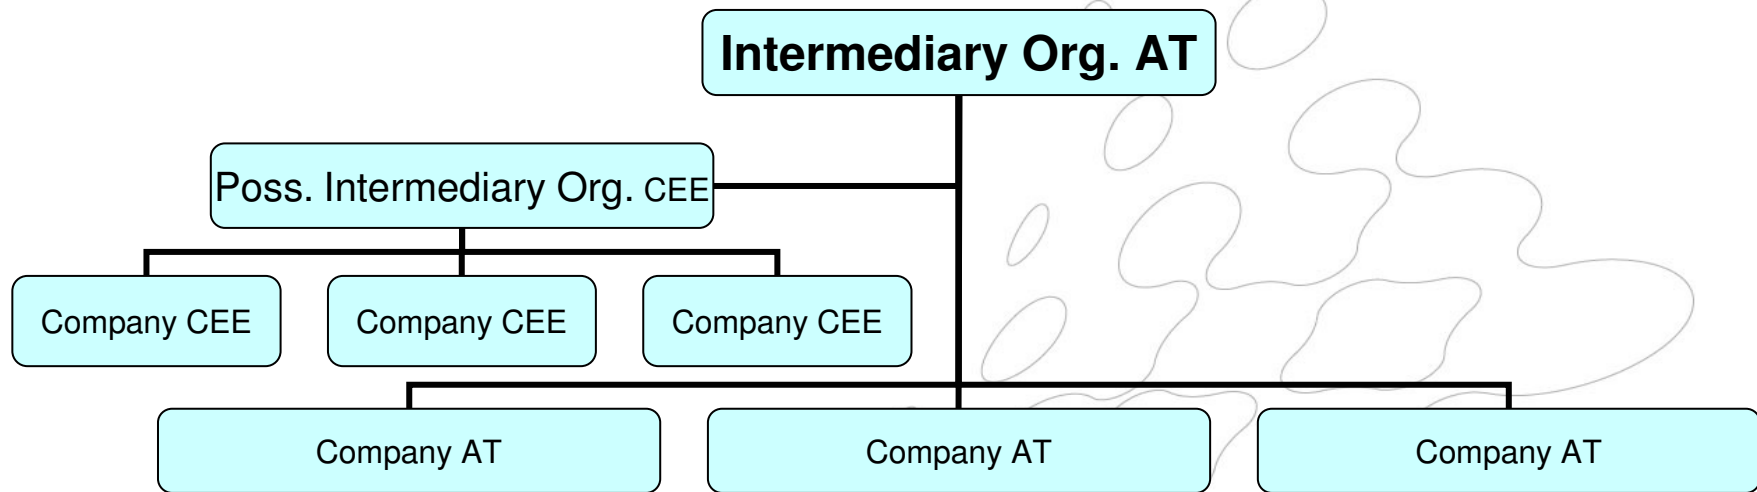 Intermediary Org. AT
Poss. Intermediary Org. CEE
Company CEE
Company CEE
Company CEE
Company AT
Company AT
Company AT